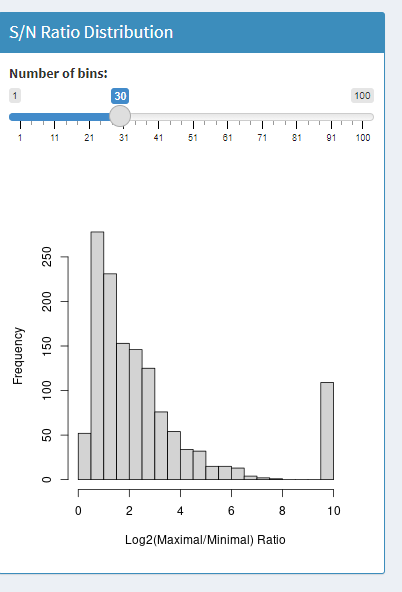 S/N Ratio Distribution
Number of bins:
1 30 100
1 11 21 31 41 51 61 71 81 91 100
250
200
150
100
50
0
Frequency
0 2 4 6 8 10
Log2(Maximal/Minimal) Ratio